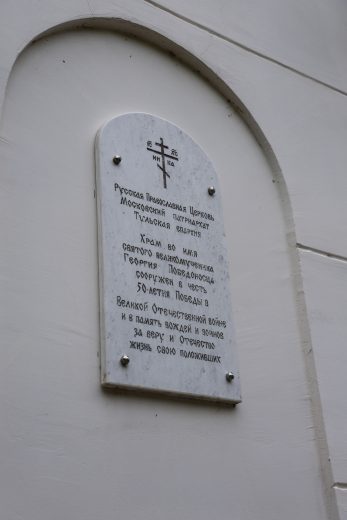 ІС ХС
НИ КА
Русская Православная Церковь
Московский патриархат
Тульская епархия
Храм во имя
святого великомученика
Георгия Победоносца
сооружен в честь
50-летия Победы в
Великой Отечественной войне
и в память вождей и воинов
за веру и Отечество
жизнь свою положивших